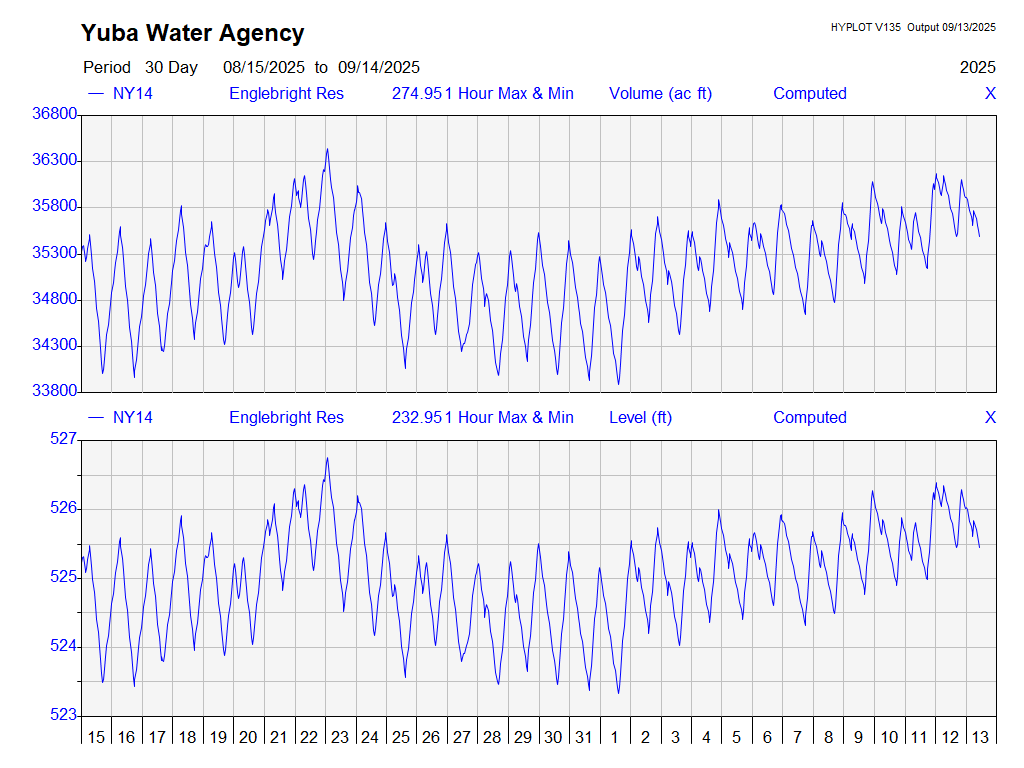 Yuba Water Agency
HYPLOT V135 Output 09/13/2025
Period 30 Day 08/15/2025 to 09/14/2025 2025
NY14 Englebright Res 274.951 Hour Max & Min Volume (ac ft) Computed X
36800
36300
35800
35300
34800
34300
33800
NY14 Englebright Res 232.951 Hour Max & Min Level (ft) Computed X
527
526
525
524
523
15 16 17 18 19 20 21 22 23 24 25 26 27 28 29 30 31 1 2 3 4 5 6 7 8 9 10 11 12 13